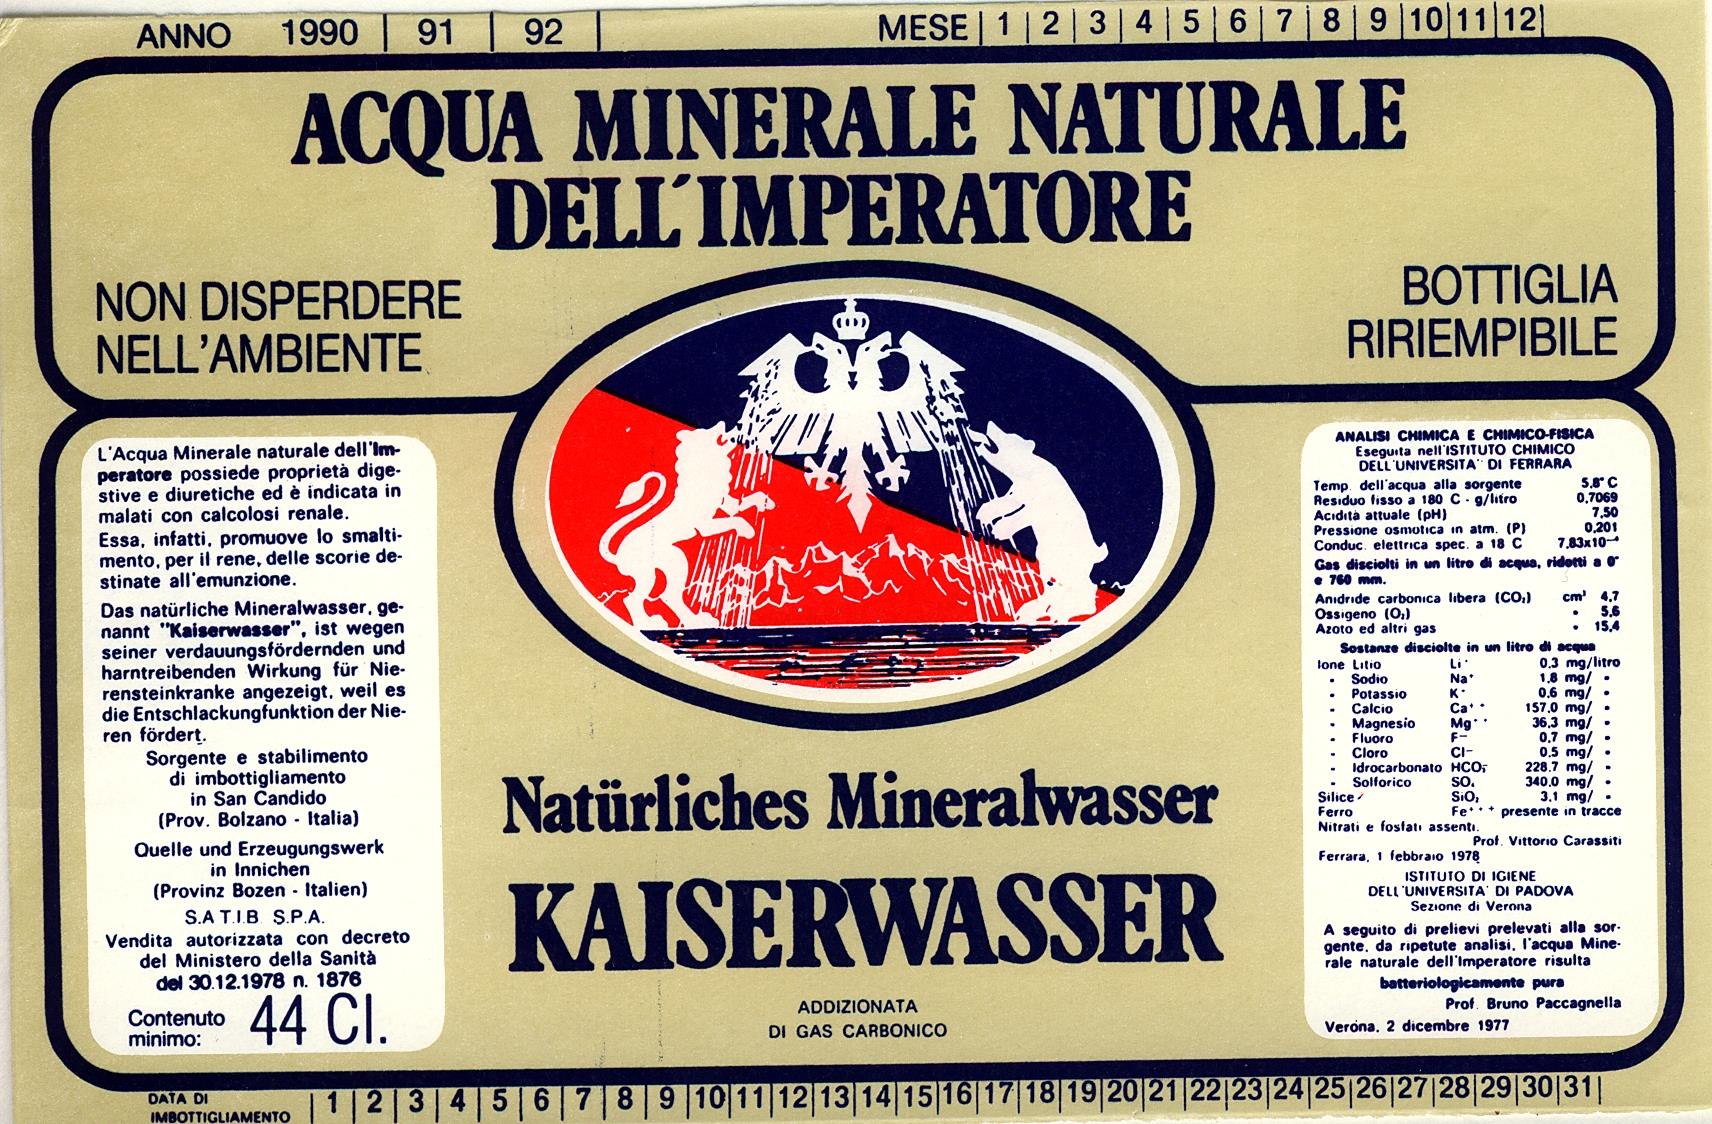 ANNO 1990 | 91 | 92 |
MESE | 1 | 2 | 3 | 4 | 5 | 6 | 7 | 8 | 9 |10|11|12|
ACQUA MINERALE NATURALE
DELL'IMPERATORE
NON DISPERDERE
NELL'AMBIENTE
BOTTIGLIA
RIRIEMPIBILE
L'Acqua Minerale naturale dell'Im-
peratore possiede proprietà dige-
stive e diuretiche ed è indicata in
malati con calcolosi renale.
Essa, infatti, promuove lo smalti-
mento, per il rene, delle scorie de-
stinate all'emunzione.
Das natürliche Mineralwasser, ge-
nannt "Kaiserwasser", ist wegen
seiner verdauungsfördernden und
harntreibenden Wirkung für Nie-
rensteinkranke angezeigt, weil es
die Entschlackungfunktion der Nie-
ren fördert.
Sorgente e stabilimento
di imbottigliamento
in San Candido
(Prov. Bolzano - Italia)
Quelle und Erzeugungswerk
in Innichen
(Provinz Bozen - Italien)
S.A.T.I.B. S.P.A.
Vendita autorizzata con decreto
del Ministero della Sanità
del 30.12.1978 n. 1876
Contenuto
minimo: 44 Cl.
Natürliches Mineralwasser
KAISERWASSER
ADDIZIONATA
DI GAS CARBONICO
ANALISI CHIMICA E CHIMICO-FISICA
Eseguita nell'ISTITUTO CHIMICO
DELL'UNIVERSITA' DI FERRARA
Temp. dell'acqua alla sorgente 5,8° C
Residuo fisso a 180 C - g/litro 0,7069
Acidità attuale (pH) 7,50
Pressione osmotica in atm. (P) 0,201
Conduc. elettrica spec. a 18 C 7,83x10⁻⁴
Gas disciolti in un litro di acqua, ridotti a 0°
e 760 mm.
Anidride carbonica libera (CO₂) cm³ 4,7
Ossigeno (O₂) " 5,6
Azoto ed altri gas " 15,4
Sostanze disciolte in un litro di acqua
Ione Litio Li⁺ 0,3 mg/litro
" Sodio Na⁺ 1,8 mg/ "
" Potassio K⁺ 0,6 mg/ "
" Calcio Ca⁺⁺ 157,0 mg/ "
" Magnesio Mg⁺⁺ 36,3 mg/ "
" Fluoro F⁻ 0,7 mg/ "
" Cloro Cl⁻ 0,5 mg/ "
" Idrocarbonato HCO₃⁻ 228,7 mg/ "
" Solforico SO₄ 340,0 mg/ "
Silice SiO₂ 3,1 mg/ "
Ferro Fe⁺⁺⁺ presente in tracce
Nitrati e fosfati assenti.
Prof. Vittorio Carassiti
Ferrara, 1 febbraio 1978
ISTITUTO DI IGIENE
DELL'UNIVERSITA' DI PADOVA
Sezione di Verona
A seguito di prelievi prelevati alla sor-
gente, da ripetute analisi, l'acqua Mine-
rale naturale dell'Imperatore risulta
batteriologicamente pura
Prof. Bruno Paccagnella
Verona, 2 dicembre 1977
DATA DI
IMBOTTIGLIAMENTO | 1 | 2 | 3 | 4 | 5 | 6 | 7 | 8 | 9 |10|11|12|13|14|15|16|17|18|19|20|21|22|23|24|25|26|27|28|29|30|31|